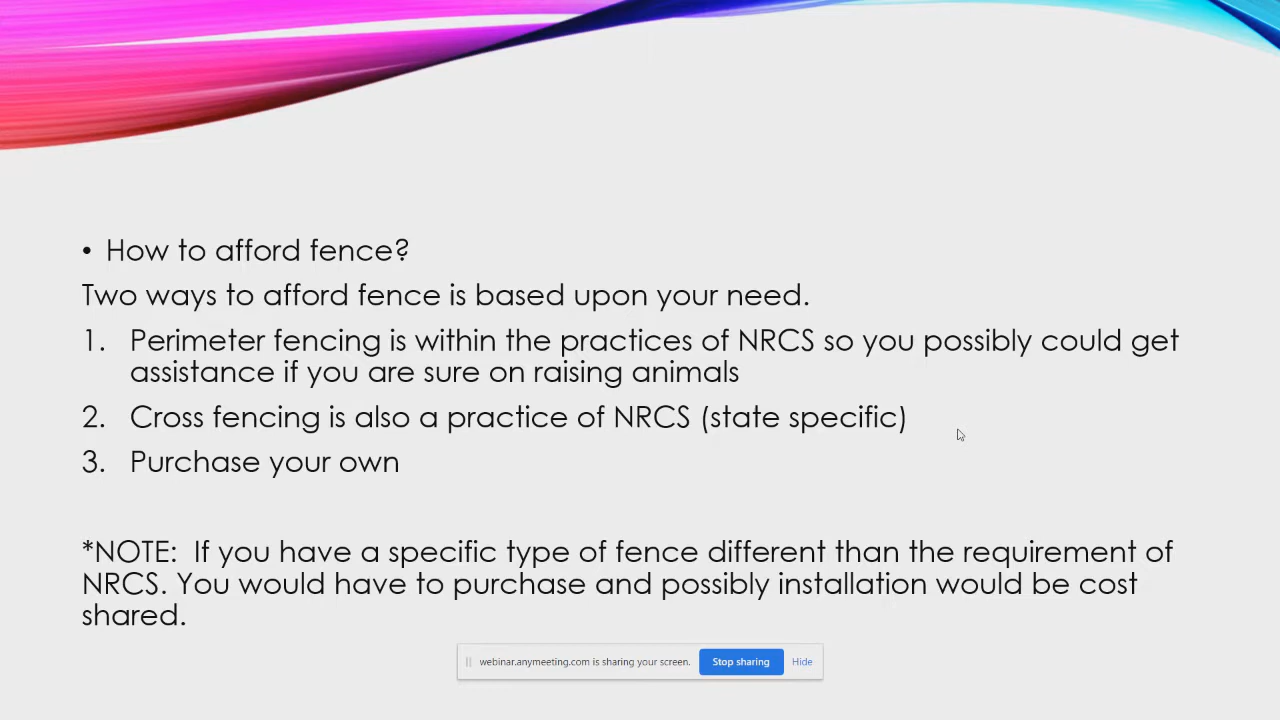 • How to afford fence?
Two ways to afford fence is based upon your need.
1. Perimeter fencing is within the practices of NRCS so you possibly could get
assistance if you are sure on raising animals
2. Cross fencing is also a practice of NRCS (state specific)
3. Purchase your own
*NOTE:  If you have a specific type of fence different than the requirement of
NRCS. You would have to purchase and possibly installation would be cost
shared.
webinar.anymeeting.com is sharing your screen. Stop sharing Hide